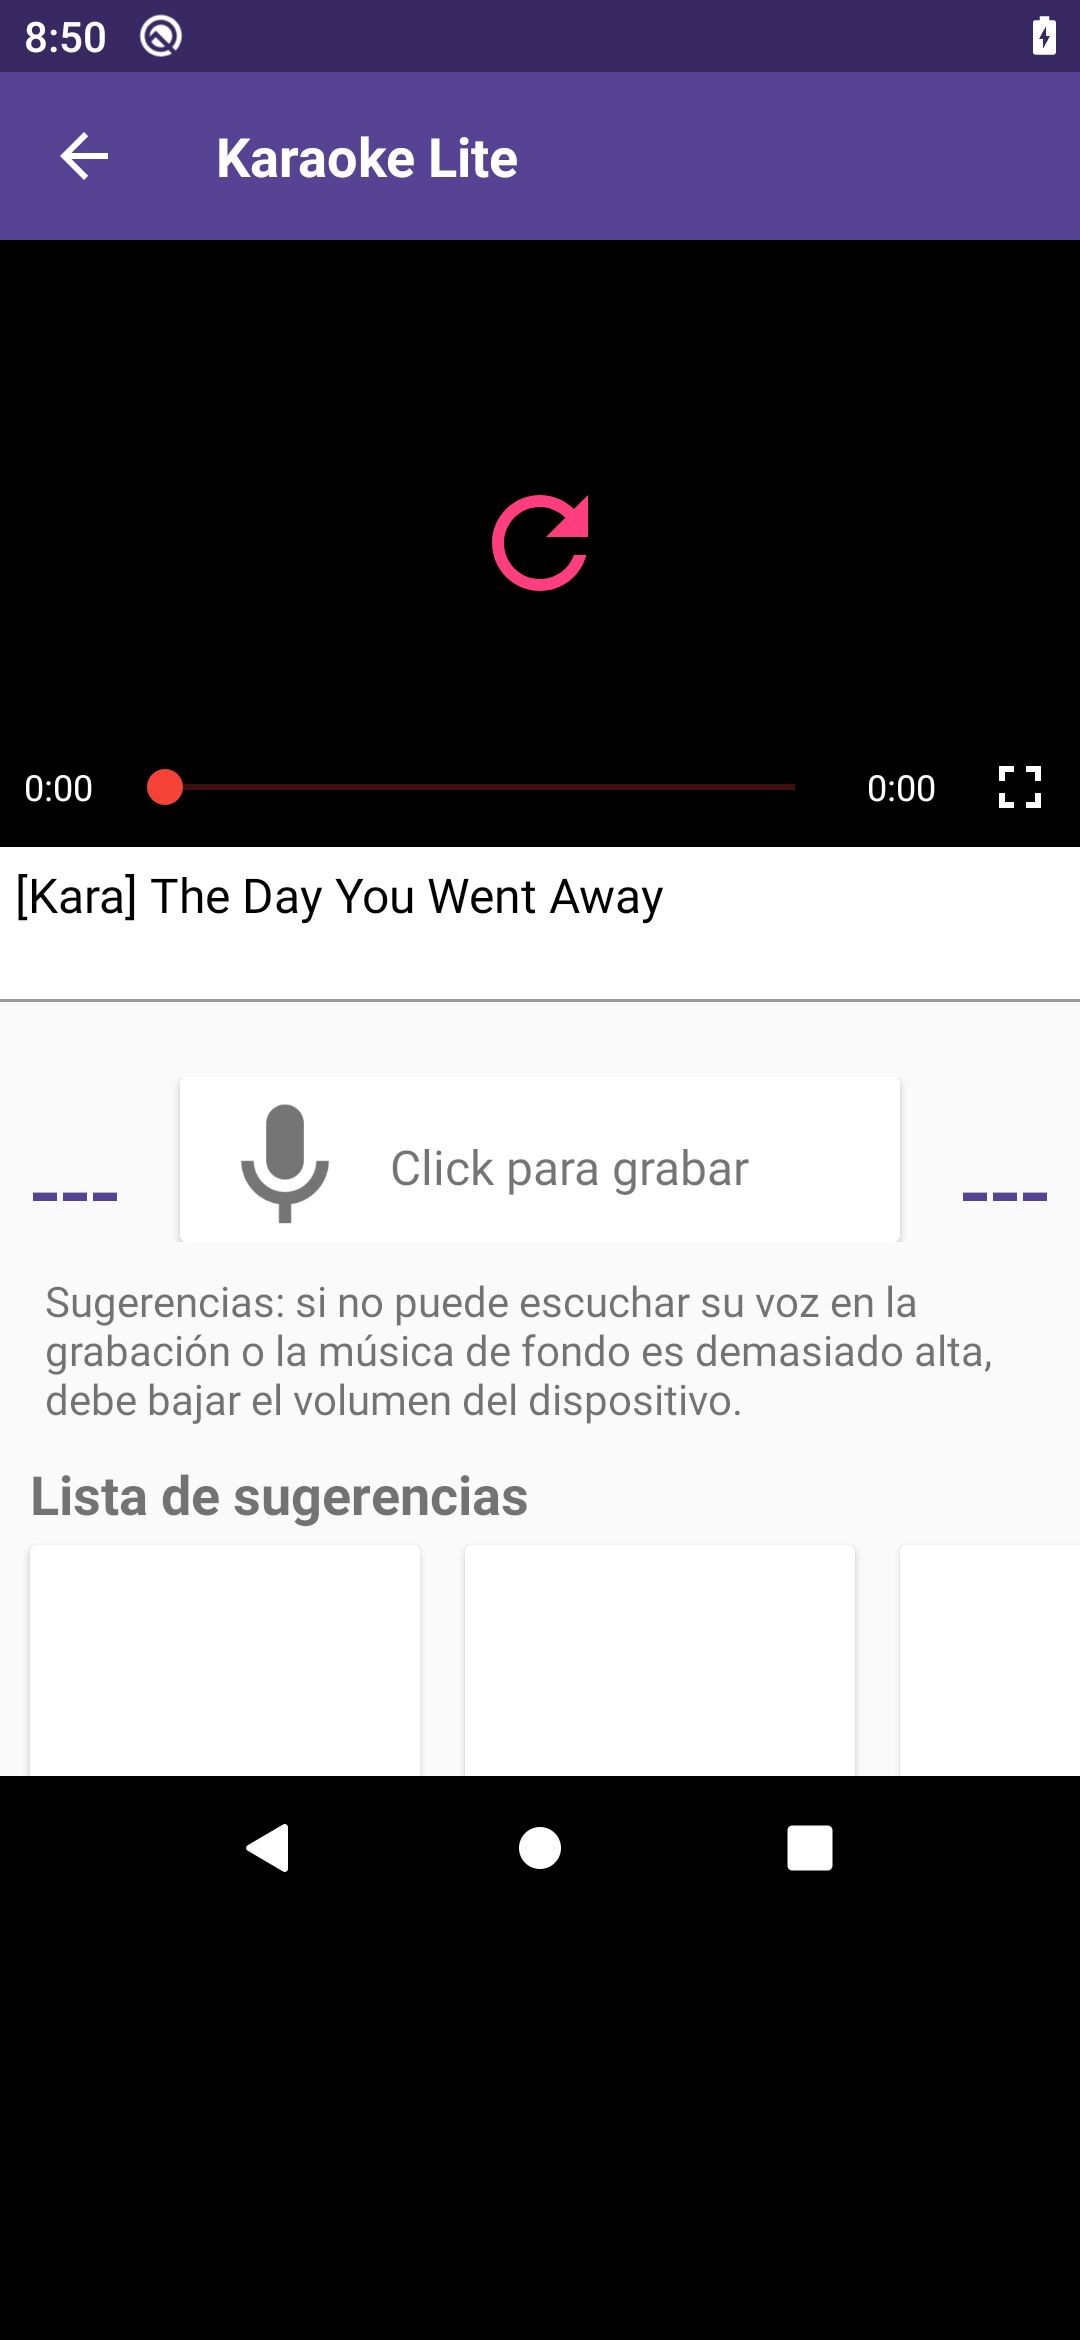 8:50
Karaoke Lite
0:00
0:00
[Kara] The Day You Went Away
---
Click para grabar
---
Sugerencias: si no puede escuchar su voz en la
grabación o la música de fondo es demasiado alta,
debe bajar el volumen del dispositivo.
Lista de sugerencias